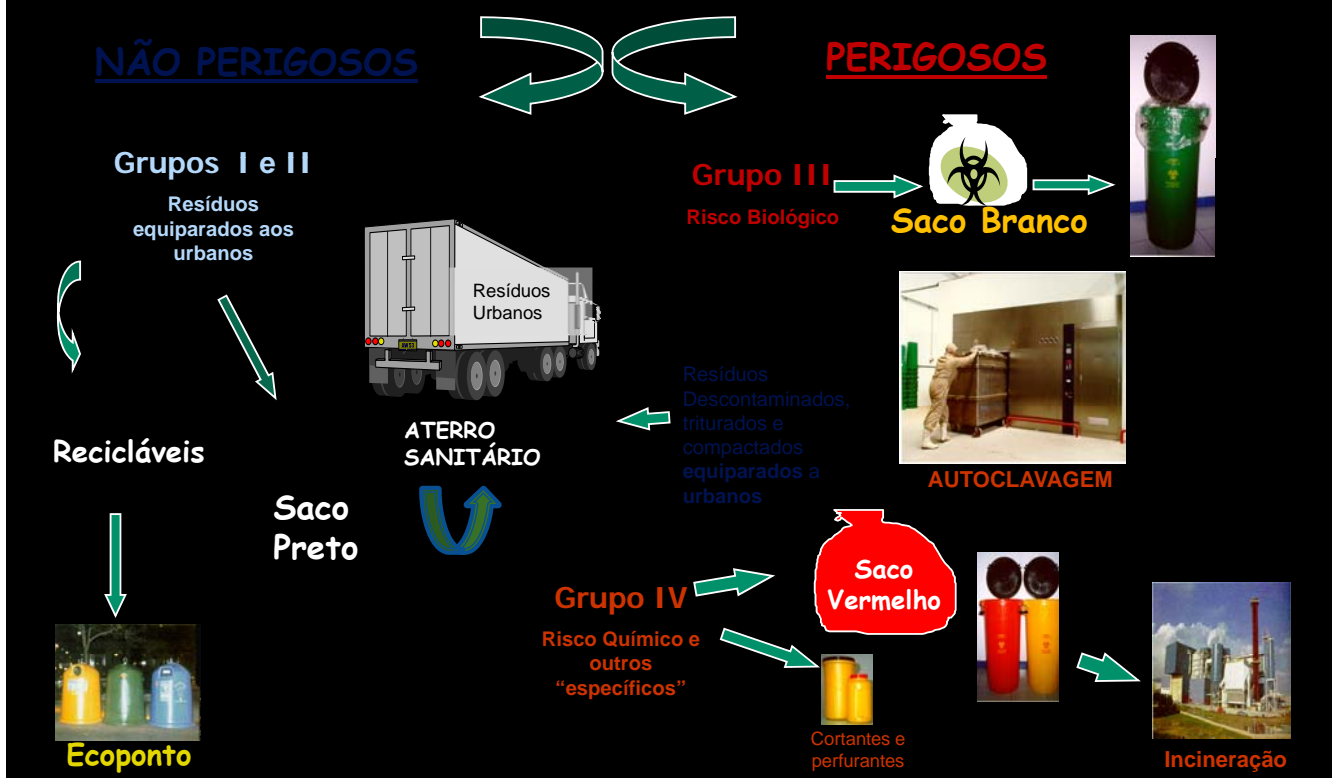 NÃO PERIGOSOS
PERIGOSOS
Grupos I e II
Resíduos
equiparados aos
urbanos
Grupo III
Risco Biológico
Saco Branco
Resíduos
Urbanos
Resíduos
Descontaminados,
triturados e
compactados
equiparados a
urbanos
AUTOCLAVAGEM
Recicláveis
ATERRO
SANITÁRIO
Saco
Preto
Saco
Vermelho
Grupo IV
Risco Químico e
outros
“específicos”
Cortantes e
perfurantes
Ecoponto
Incineração